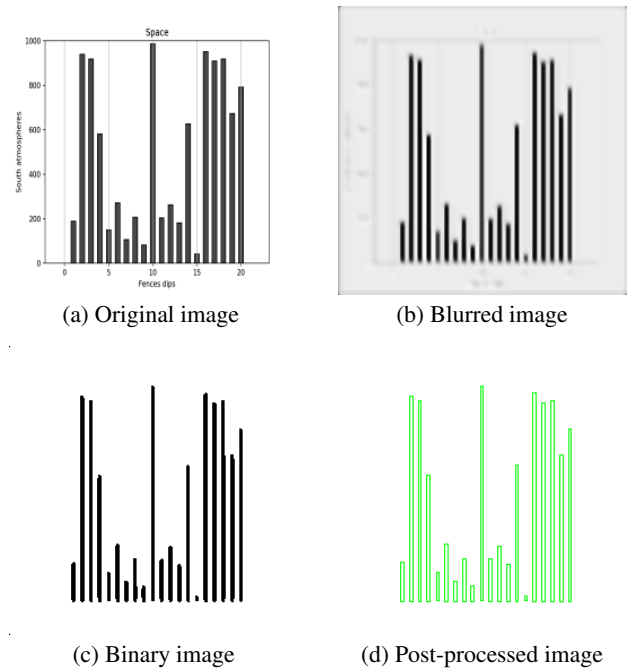 Space
1000
800
600
400
200
0
South atmospheres
0 5 10 15 20
Fences dips
(a) Original image
(b) Blurred image
(c) Binary image
(d) Post-processed image